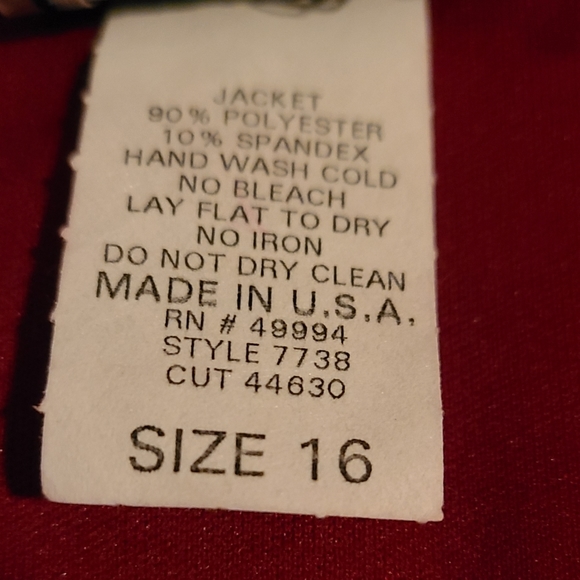 JACKET
90% POLYESTER
10% SPANDEX
HAND WASH COLD
NO BLEACH
LAY FLAT TO DRY
NO IRON
DO NOT DRY CLEAN
MADE IN U.S.A.
RN # 49994
STYLE 7738
CUT 44630
SIZE 16